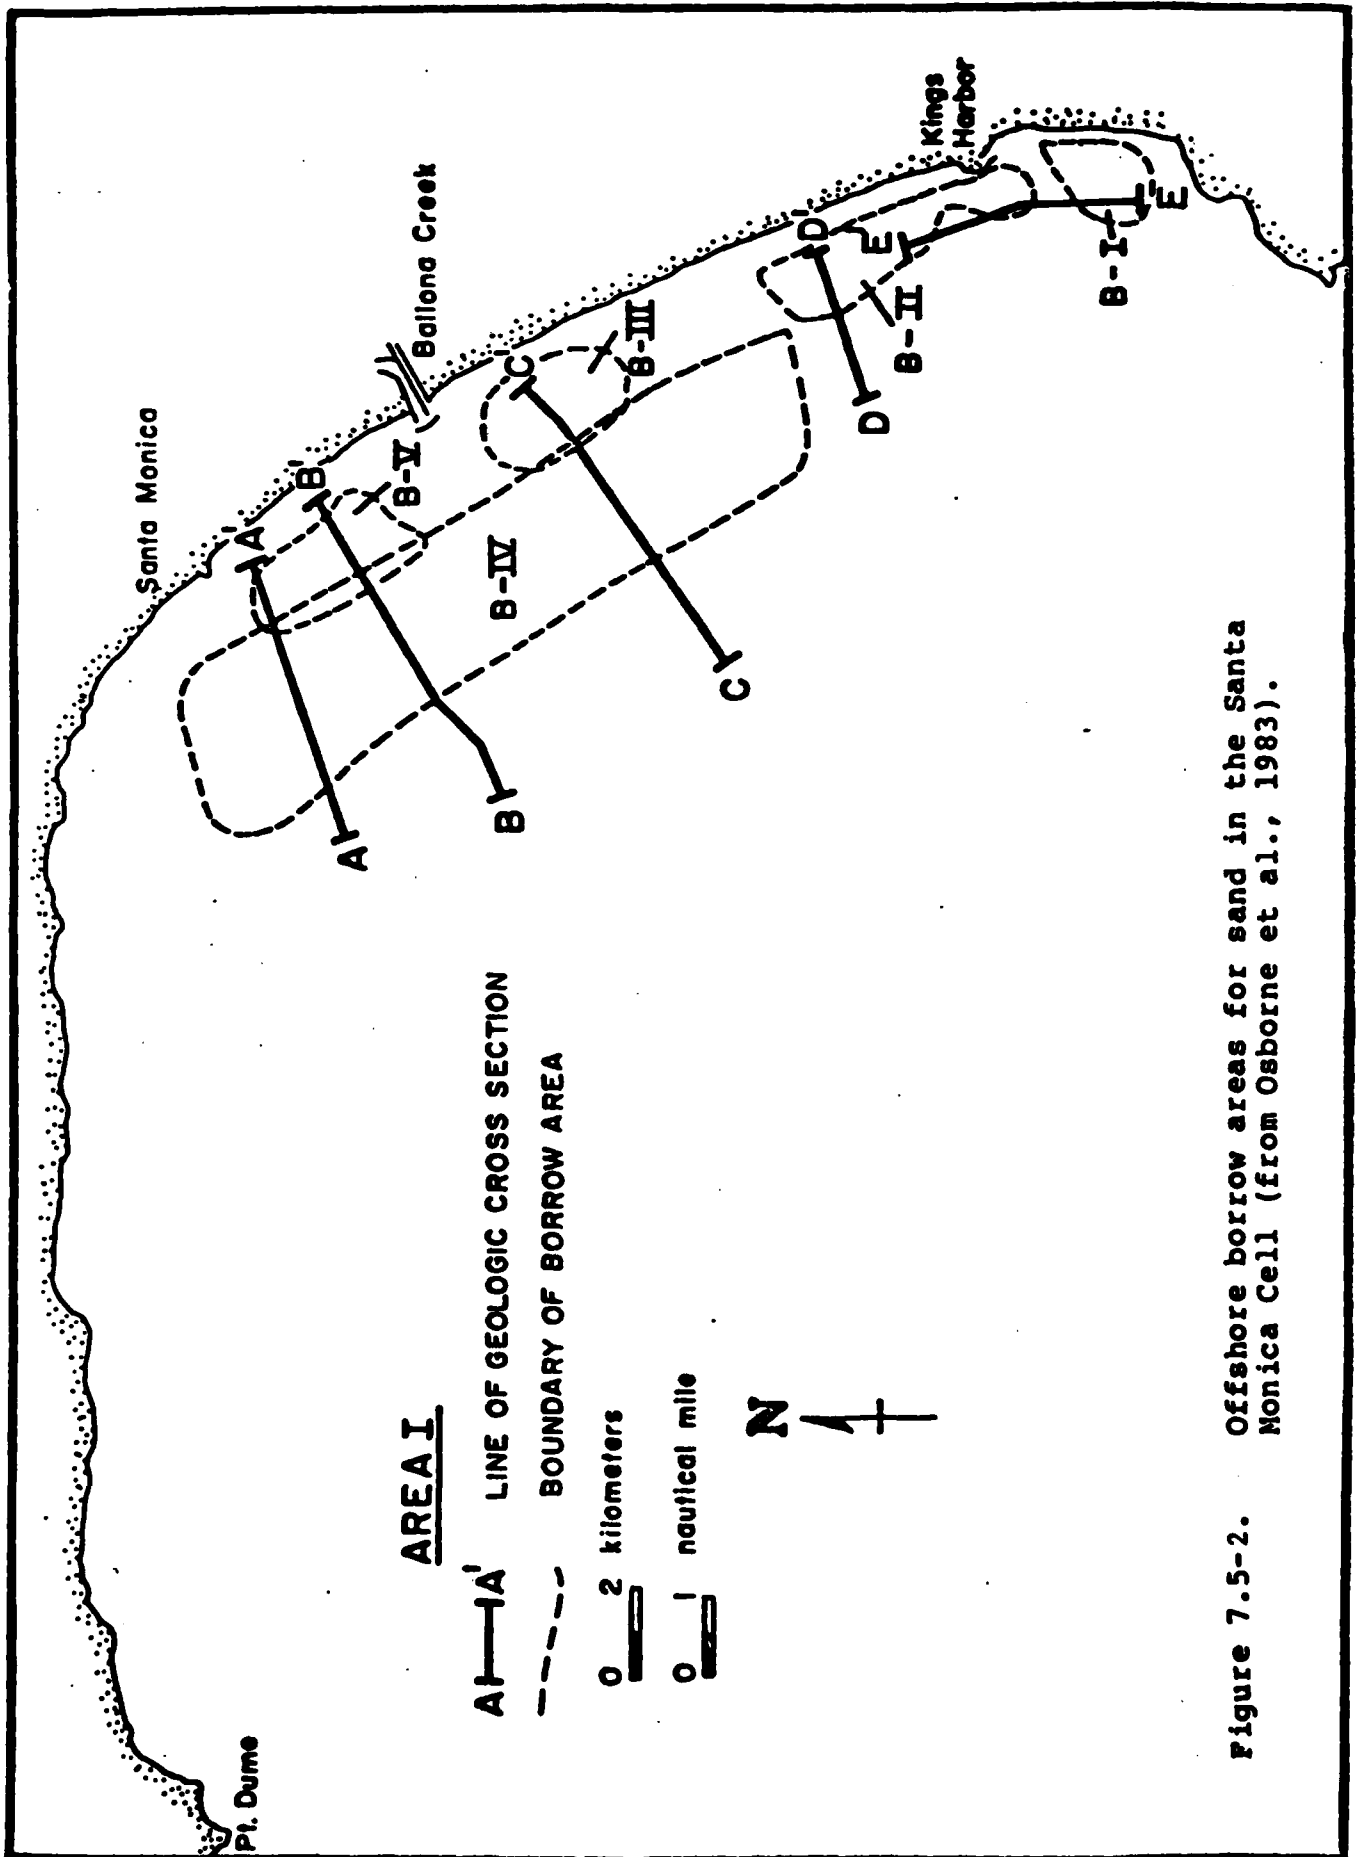 Pt. Dume
Santa Monica
Ballona Creek
Kings
Harbor
A
A'
B
B'
C
C'
D
D'
E
E'
B-V
B-IV
B-III
B-II
B-I
AREA I
A A' LINE OF GEOLOGIC CROSS SECTION
BOUNDARY OF BORROW AREA
0 2 kilometers
0 1 nautical mile
N
Figure 7.5-2. Offshore borrow areas for sand in the Santa
Monica Cell (from Osborne et al., 1983).